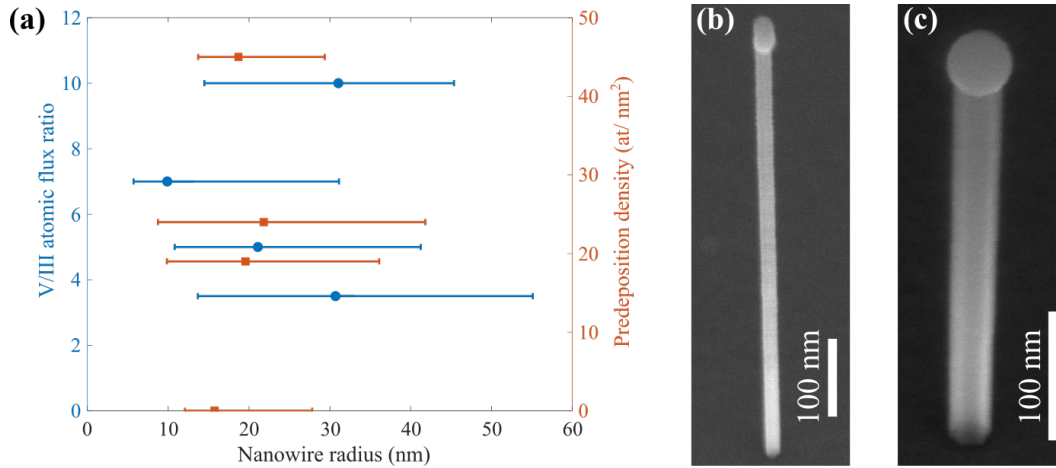 (a)
12
10
8
6
4
2
0
V/III atomic flux ratio
50
40
30
20
10
0
Predeposition density (at/ nm²)
0 10 20 30 40 50 60
Nanowire radius (nm)
(b)
100 nm
(c)
100 nm